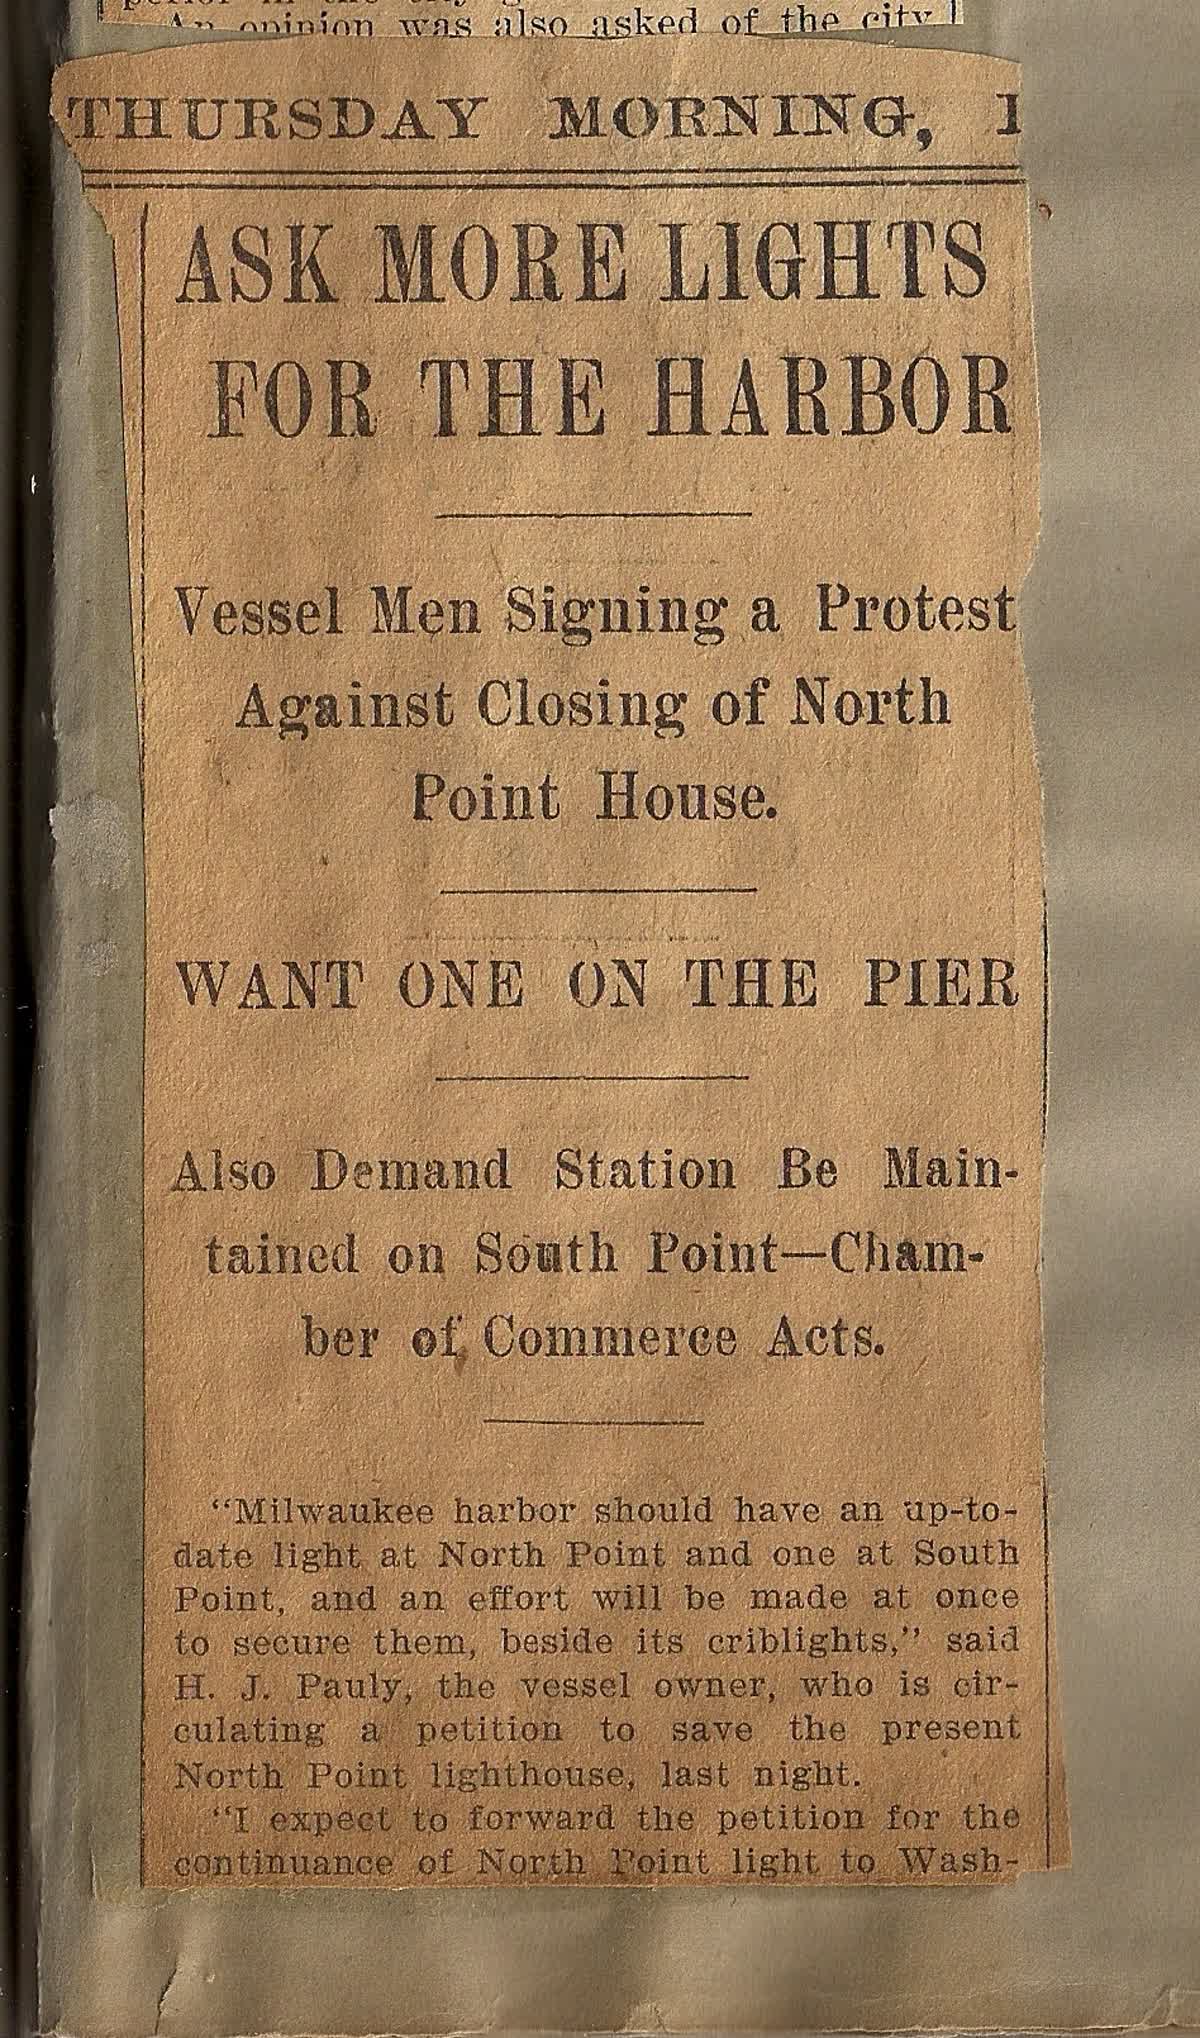 An opinion was also asked of the city
THURSDAY MORNING,
ASK MORE LIGHTS
FOR THE HARBOR
Vessel Men Signing a Protest
Against Closing of North
Point House.
WANT ONE ON THE PIER
Also Demand Station Be Main-
tained on South Point—Cham-
ber of Commerce Acts.
"Milwaukee harbor should have an up-to-
date light at North Point and one at South
Point, and an effort will be made at once
to secure them, beside its criblights," said
H. J. Pauly, the vessel owner, who is cir-
culating a petition to save the present
North Point lighthouse, last night.
"I expect to forward the petition for the
continuance of North Point light to Wash-